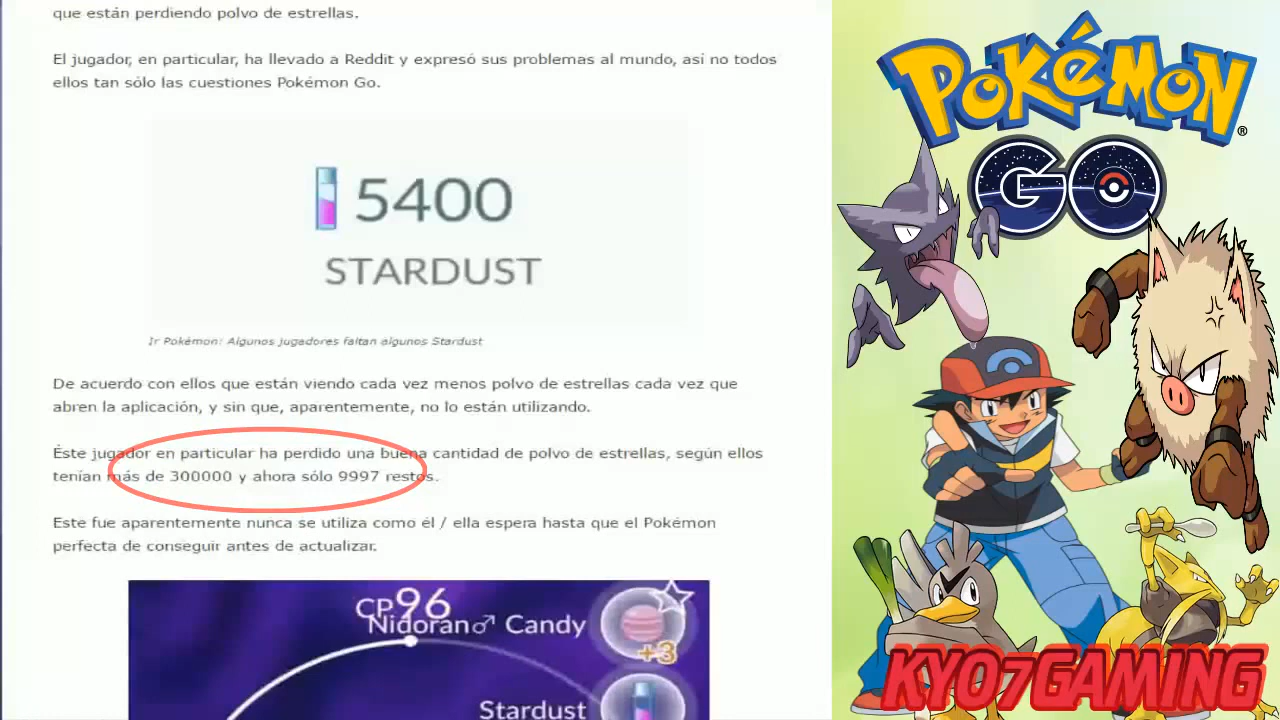 que están perdiendo polvo de estrellas.
El jugador, en particular, ha llevado a Reddit y expresó sus problemas al mundo, así no todos
ellos tan sólo las cuestiones Pokémon Go.
5400
STARDUST
Ir Pokémon: Algunos jugadores faltan algunos Stardust
De acuerdo con ellos que están viendo cada vez menos polvo de estrellas cada vez que
abren la aplicación, y sin que, aparentemente, no lo están utilizando.
Éste jugador en particular ha perdido una buena cantidad de polvo de estrellas, según ellos
tenían más de 300000 y ahora sólo 9997 restos.
Este fue aparentemente nunca se utiliza como él / ella espera hasta que el Pokémon
perfecta de conseguir antes de actualizar.
CP96
Nidoran♂ Candy
+3
Stardust
POKéMON®
GO
KYO7GAMING